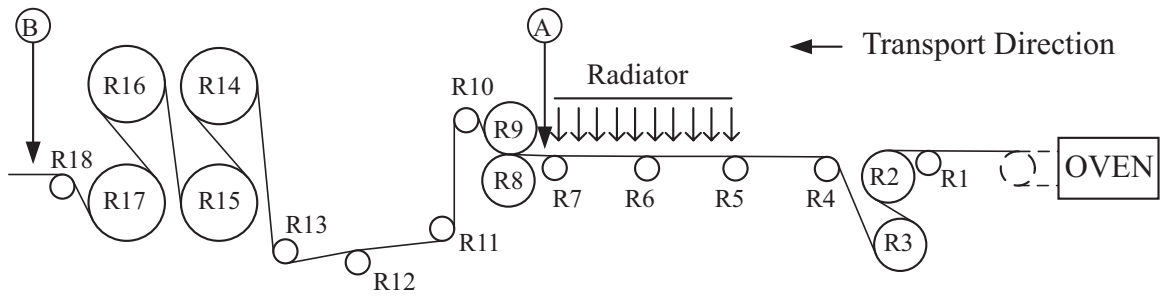 B
A
Transport Direction
R16
R14
Radiator
R10
R9
R18
OVEN
R17
R15
R8
R7
R6
R5
R4
R2
R1
R13
R11
R3
R12